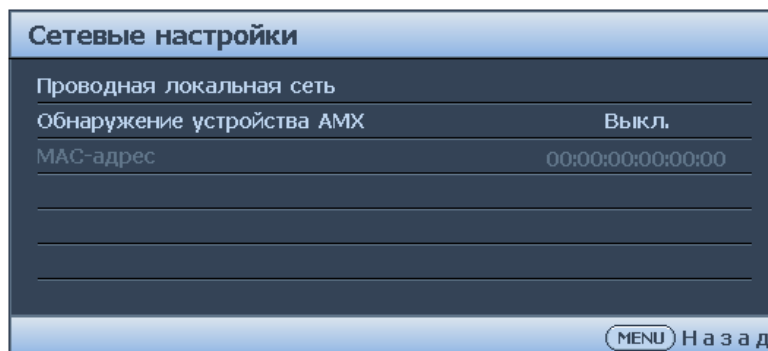 Сетевые настройки
Проводная локальная сеть
Обнаружение устройства AMX Выкл.
MAC-адрес 00:00:00:00:00:00
MENU Назад